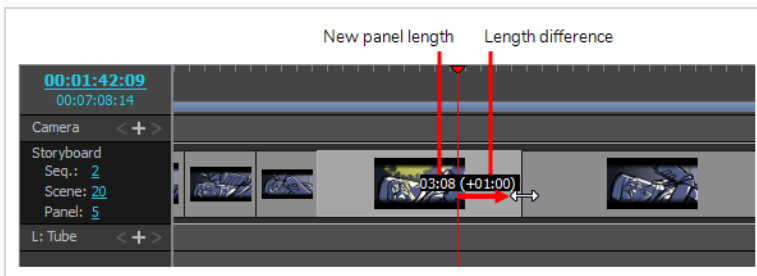 New panel length Length difference
00:01:42:09
00:07:08:14
Camera < + >
Storyboard
Seq.: 2
Scene: 20
Panel: 5
03:08 (+01:00)
L: Tube < + >